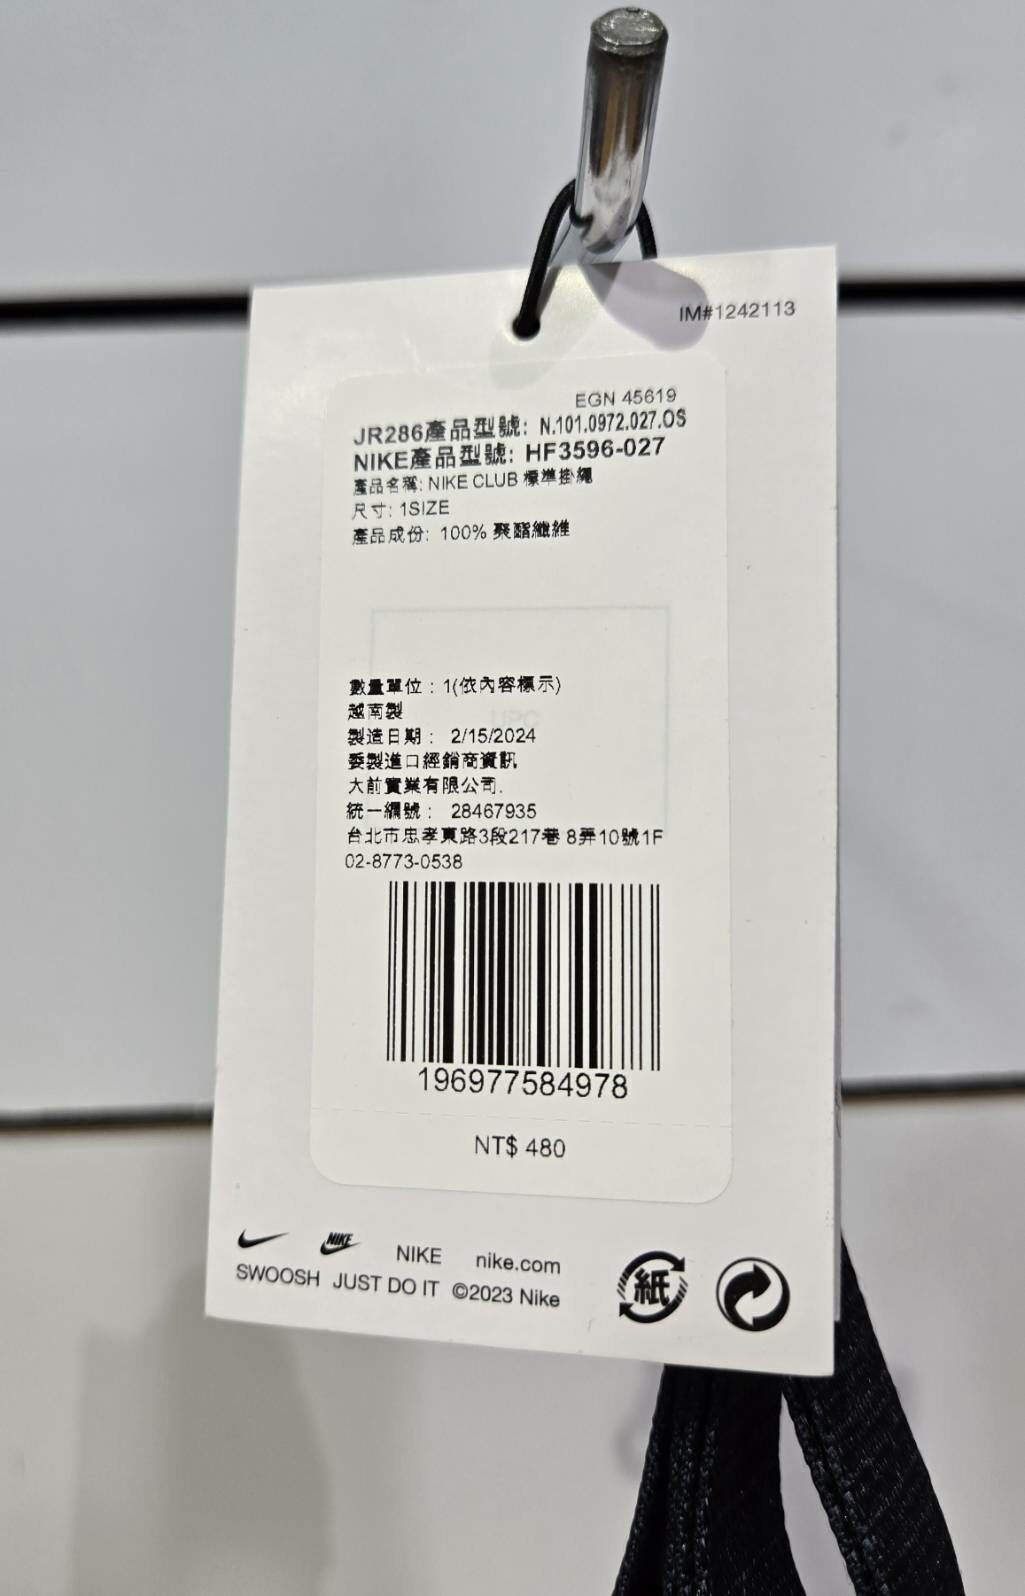 IM#1242113
EGN 45619
JR286產品型號: N.101.0972.027.OS
NIKE產品型號: HF3596-027
產品名稱: NIKE CLUB 標準掛繩
尺寸: 1SIZE
產品成份: 100% 聚酯纖維
UPC
數量單位：1(依內容標示)
越南製
製造日期： 2/15/2024
委製進口經銷商資訊
大前實業有限公司.
統一編號： 28467935
台北市忠孝東路3段217巷 8弄10號1F
02-8773-0538
196977584978
NT$ 480
NIKE NIKE nike.com
SWOOSH JUST DO IT ©2023 Nike
紙